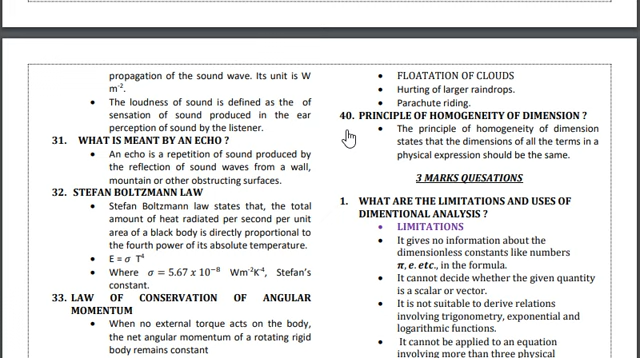 propagation of the sound wave. Its unit is W
m-2.
• The loudness of sound is defined as the of
sensation of sound produced in the ear
perception of sound by the listener.
31. WHAT IS MEANT BY AN ECHO ?
• An echo is a repetition of sound produced by
the reflection of sound waves from a wall,
mountain or other obstructing surfaces.
32. STEFAN BOLTZMANN LAW
• Stefan Boltzmann law states that, the total
amount of heat radiated per second per unit
area of a black body is directly proportional to
the fourth power of its absolute temperature.
• E = σ T⁴
• Where σ = 5.67 x 10⁻⁸ Wm⁻²K⁻⁴, Stefan's
constant.
33. LAW OF CONSERVATION OF ANGULAR
MOMENTUM
• When no external torque acts on the body,
the net angular momentum of a rotating rigid
body remains constant
• FLOATATION OF CLOUDS
• Hurting of larger raindrops.
• Parachute riding.
40. PRINCIPLE OF HOMOGENEITY OF DIMENSION ?
• The principle of homogeneity of dimension
states that the dimensions of all the terms in a
physical expression should be the same.
3 MARKS QUESATIONS
1. WHAT ARE THE LIMITATIONS AND USES OF
DIMENTIONAL ANALYSIS ?
• LIMITATIONS
• It gives no information about the
dimensionless constants like numbers
π, e. etc., in the formula.
• It cannot decide whether the given quantity
is a scalar or vector.
• It is not suitable to derive relations
involving trigonometry, exponential and
logarithmic functions.
• It cannot be applied to an equation
involving more than three physical